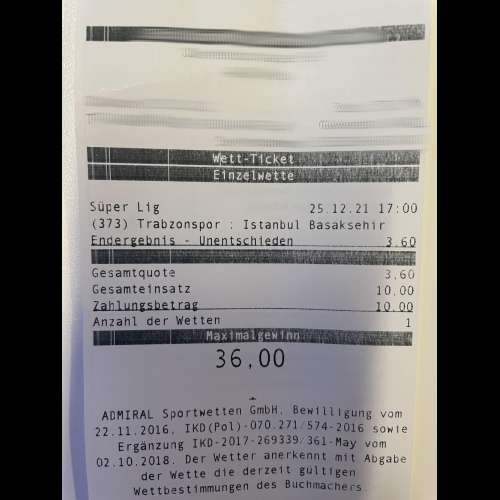 Wett-Ticket
Einzelwette
Süper Lig 25.12.21 17:00
(373) Trabzonspor : Istanbul Basaksehir
Endergebnis - Unentschieden 3,60
Gesamtquote 3,60
Gesamteinsatz 10,00
Zahlungsbetrag 10,00
Anzahl der Wetten 1
Maximalgewinn
36,00
ADMIRAL Sportwetten GmbH, Bewilligung vom
22.11.2016, IKD(Pol)-070.271/574-2016 sowie
Ergänzung IKD-2017-269339/361-May vom
02.10.2018. Der Wetter anerkennt mit Abgabe
der Wette die derzeit gültigen
Wettbestimmungen des Buchmachers.